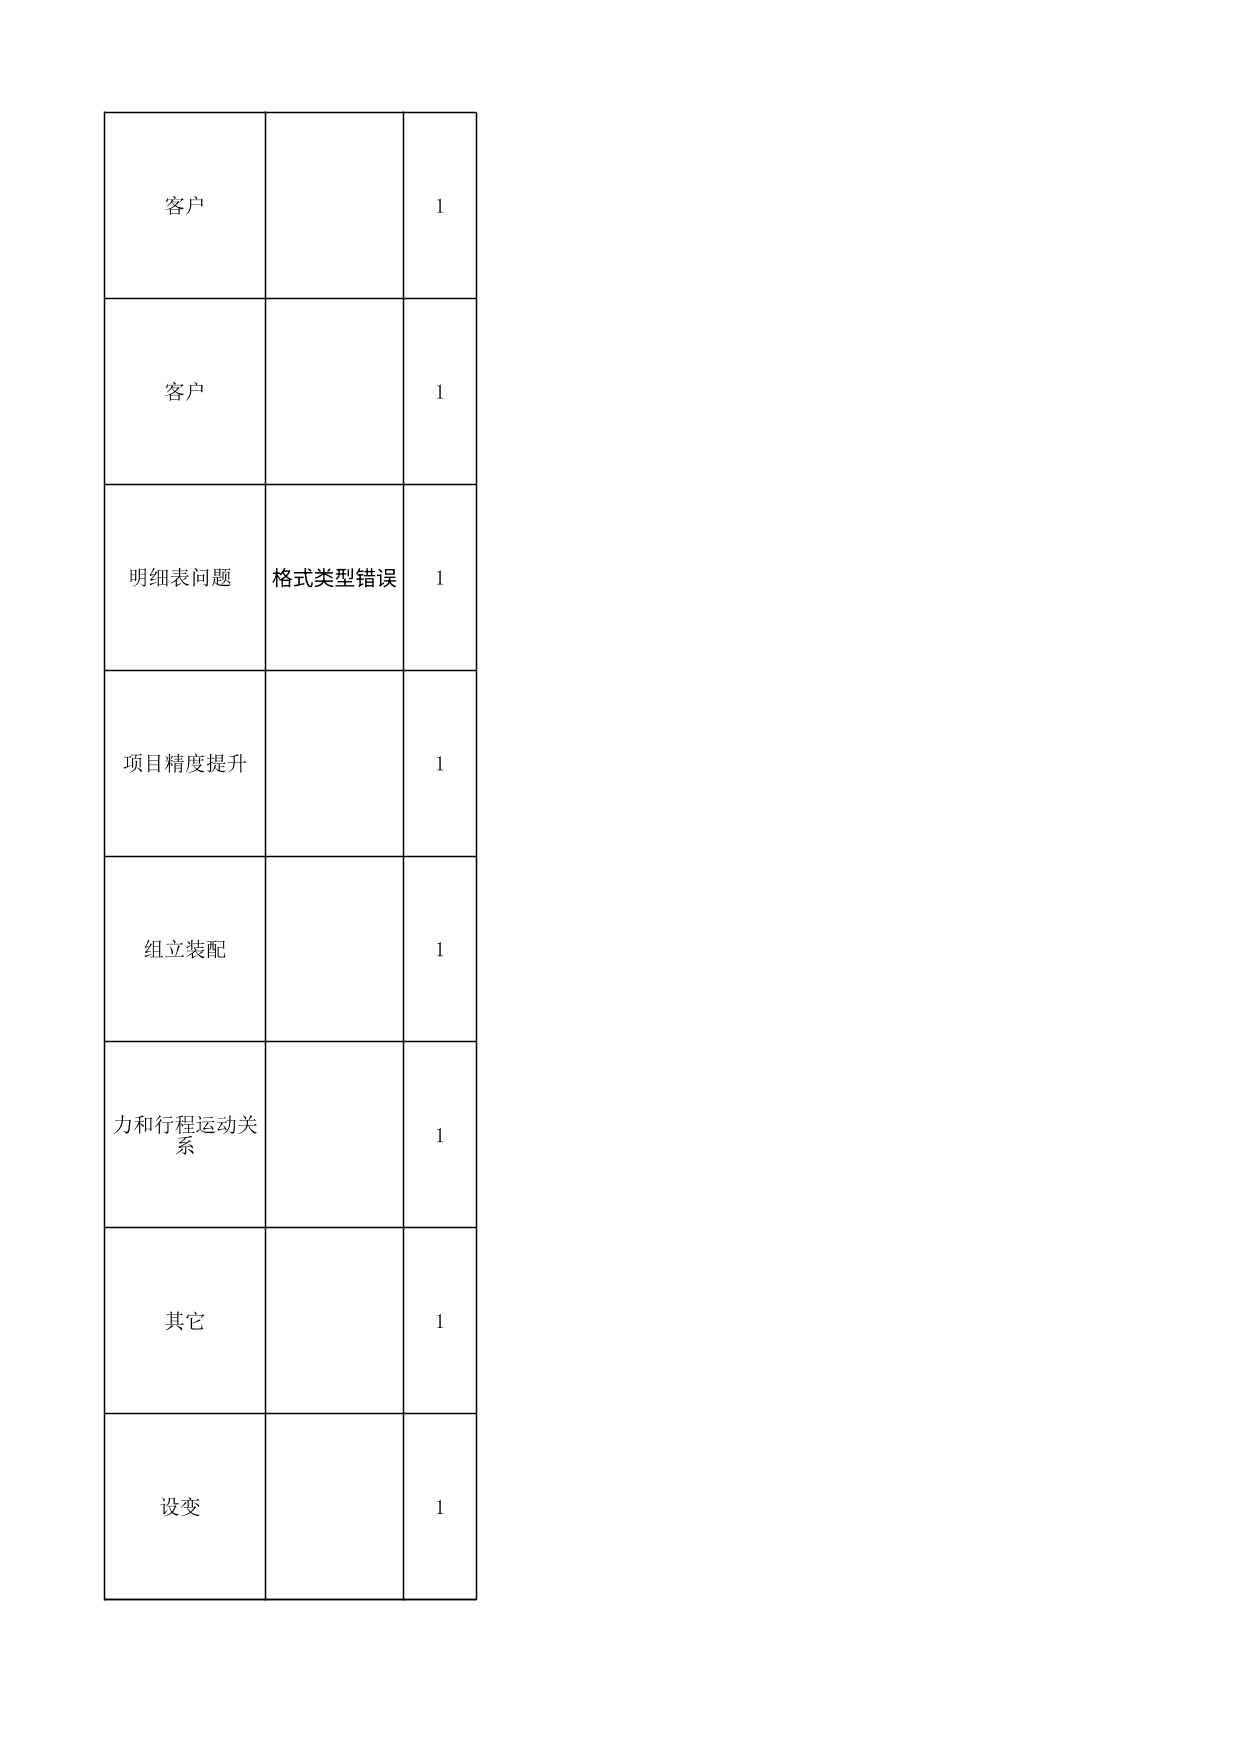 客户 1
客户 1
明细表问题 格式类型错误 1
项目精度提升 1
组立装配 1
力和行程运动关
系 1
其它 1
设变 1